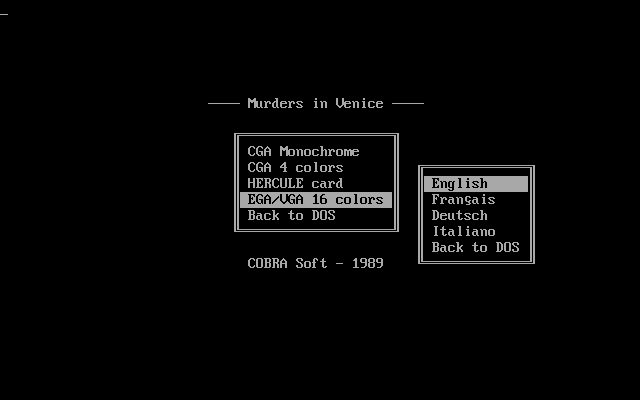 Murders in Venice
CGA Monochrome
CGA 4 colors
HERCULE card
EGA/VGA 16 colors
Back to DOS
English
Français
Deutsch
Italiano
Back to DOS
COBRA Soft - 1989